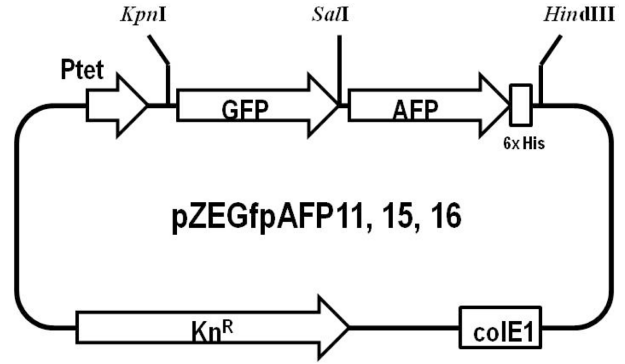 KpnI SalI HindIII
Ptet
GFP AFP
6x His
pZEGfpAFP11, 15, 16
KnR colE1